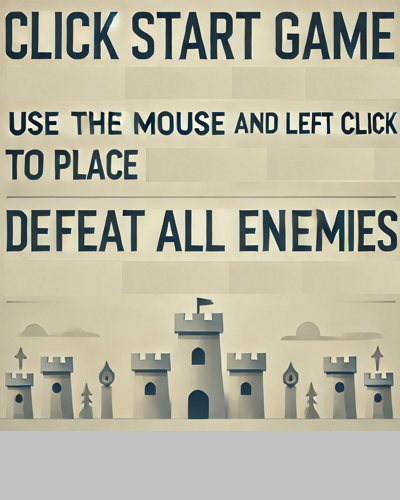 CLICK START GAME
USE THE MOUSE AND LEFT CLICK
TO PLACE
DEFEAT ALL ENEMIES